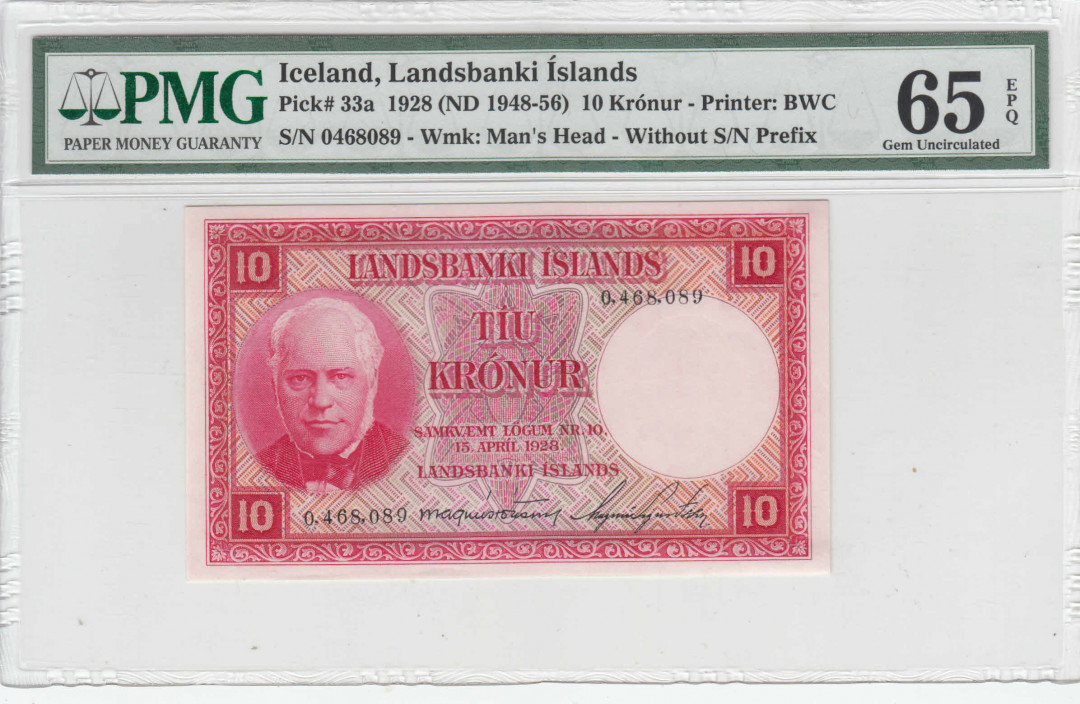 PMG
PAPER MONEY GUARANTY
Iceland, Landsbanki Íslands
Pick# 33a 1928 (ND 1948-56) 10 Krónur - Printer: BWC
S/N 0468089 - Wmk: Man's Head - Without S/N Prefix
65
EPQ
Gem Uncirculated
10
LANDSBANKI ÍSLANDS
10
0,468,089
TÍU
KRÓNUR
SAMKVÆMT LÖGUM NR. 10,
15. APRÍL 1928.
LANDSBANKI ÍSLANDS
10
0,468,089
10